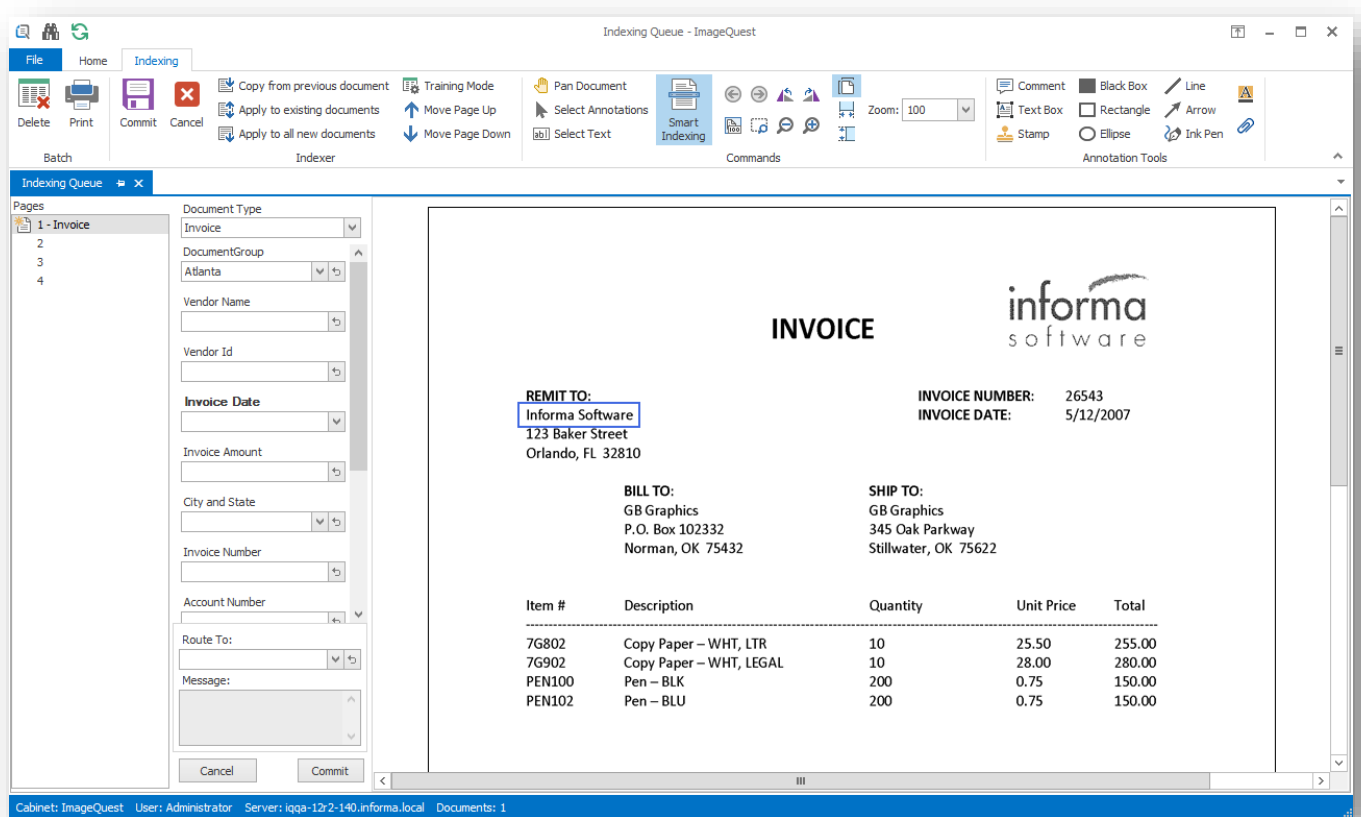 Indexing Queue - ImageQuest
File Home Indexing
Delete Print Commit Cancel
Copy from previous document
Apply to existing documents
Apply to all new documents
Training Mode
Move Page Up
Move Page Down
Pan Document
Select Annotations
Select Text
Smart
Indexing
Zoom: 100
Comment
Text Box
Stamp
Black Box
Rectangle
Ellipse
Line
Arrow
Ink Pen
Batch Indexer Commands Annotation Tools
Indexing Queue
Pages
1 - Invoice
2
3
4
Document Type
Invoice
DocumentGroup
Atlanta
Vendor Name
Vendor Id
Invoice Date
Invoice Amount
City and State
Invoice Number
Account Number
Route To:
Message:
Cancel Commit
informa
software
INVOICE
REMIT TO:
Informa Software
123 Baker Street
Orlando, FL 32810
INVOICE NUMBER: 26543
INVOICE DATE: 5/12/2007
BILL TO:
GB Graphics
P.O. Box 102332
Norman, OK 75432
SHIP TO:
GB Graphics
345 Oak Parkway
Stillwater, OK 75622
Item # Description Quantity Unit Price Total
7G802 Copy Paper – WHT, LTR 10 25.50 255.00
7G902 Copy Paper – WHT, LEGAL 10 28.00 280.00
PEN100 Pen – BLK 200 0.75 150.00
PEN102 Pen – BLU 200 0.75 150.00
Cabinet: ImageQuest User: Administrator Server: iqqa-12r2-140.informa.local Documents: 1